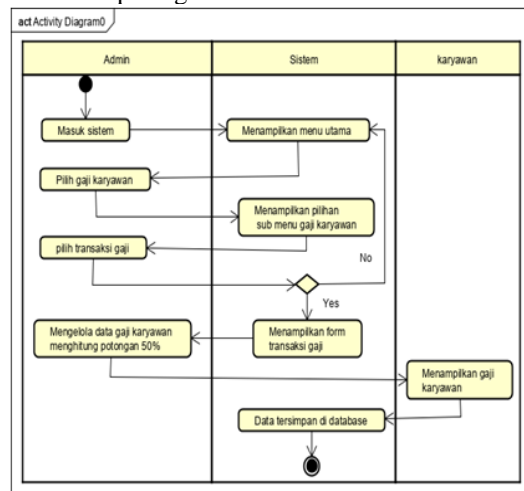 act Activity Diagram0
Admin
Sistem
karyawan
Masuk sistem
Menampilkan menu utama
Pilih gaji karyawan
Menampilkan pilihan
sub menu gaji karyawan
pilih transaksi gaji
No
Yes
Mengelola data gaji karyawan
menghitung potongan 50%
Menampilkan form
transaksi gaji
Menampilkan gaji
karyawan
Data tersimpan di database